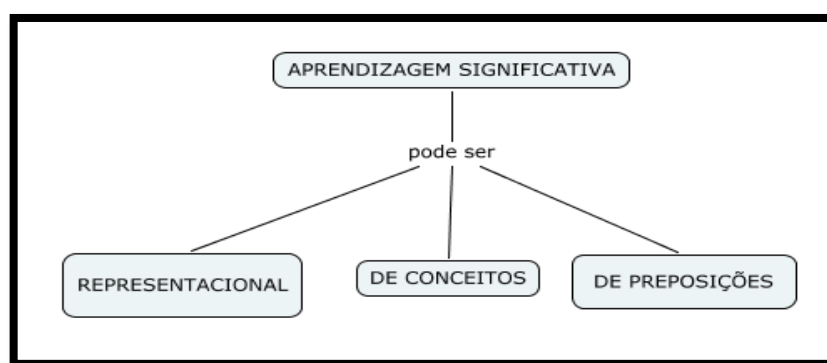 APRENDIZAGEM SIGNIFICATIVA
pode ser
REPRESENTACIONAL
DE CONCEITOS
DE PREPOSIÇÕES